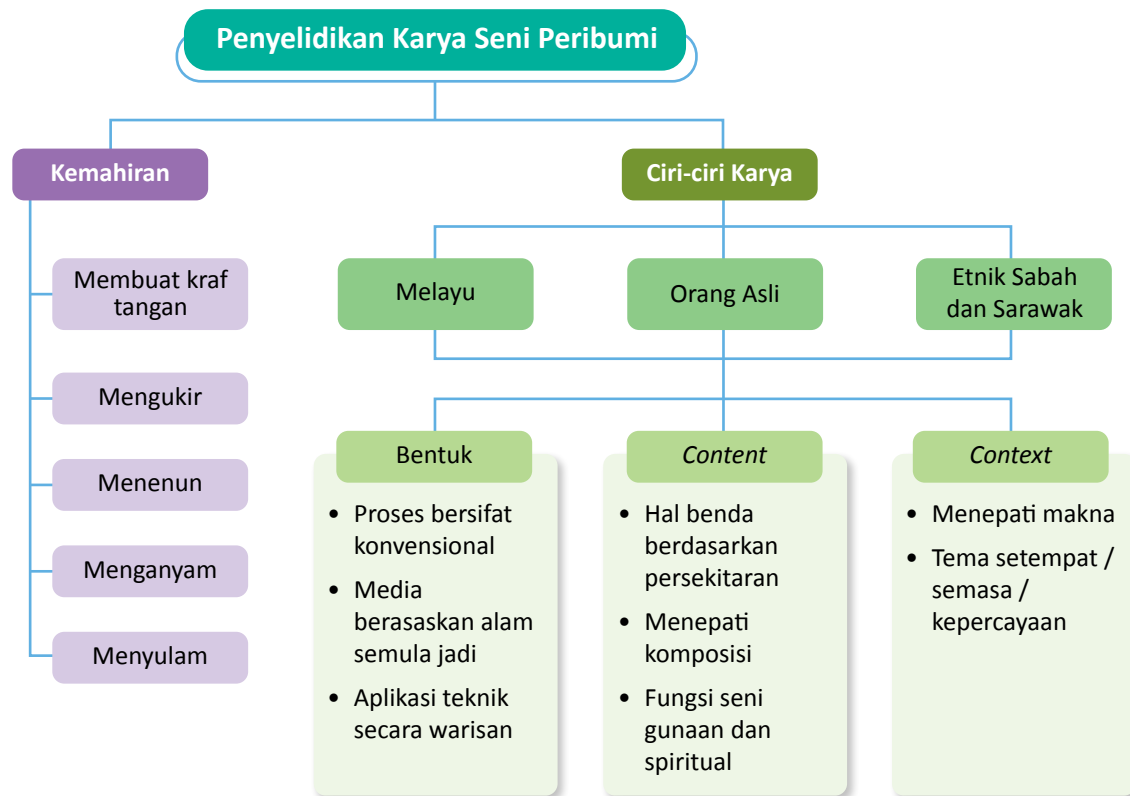 Penyelidikan Karya Seni Peribumi
Kemahiran
Membuat kraf
tangan
Mengukir
Menenun
Menganyam
Menyulam
Ciri-ciri Karya
Melayu
Orang Asli
Etnik Sabah
dan Sarawak
Bentuk
• Proses bersifat
konvensional
• Media
berasaskan alam
semula jadi
• Aplikasi teknik
secara warisan
Content
• Hal benda
berdasarkan
persekitaran
• Menepati
komposisi
• Fungsi seni
gunaan dan
spiritual
Context
• Menepati makna
• Tema setempat /
semasa /
kepercayaan